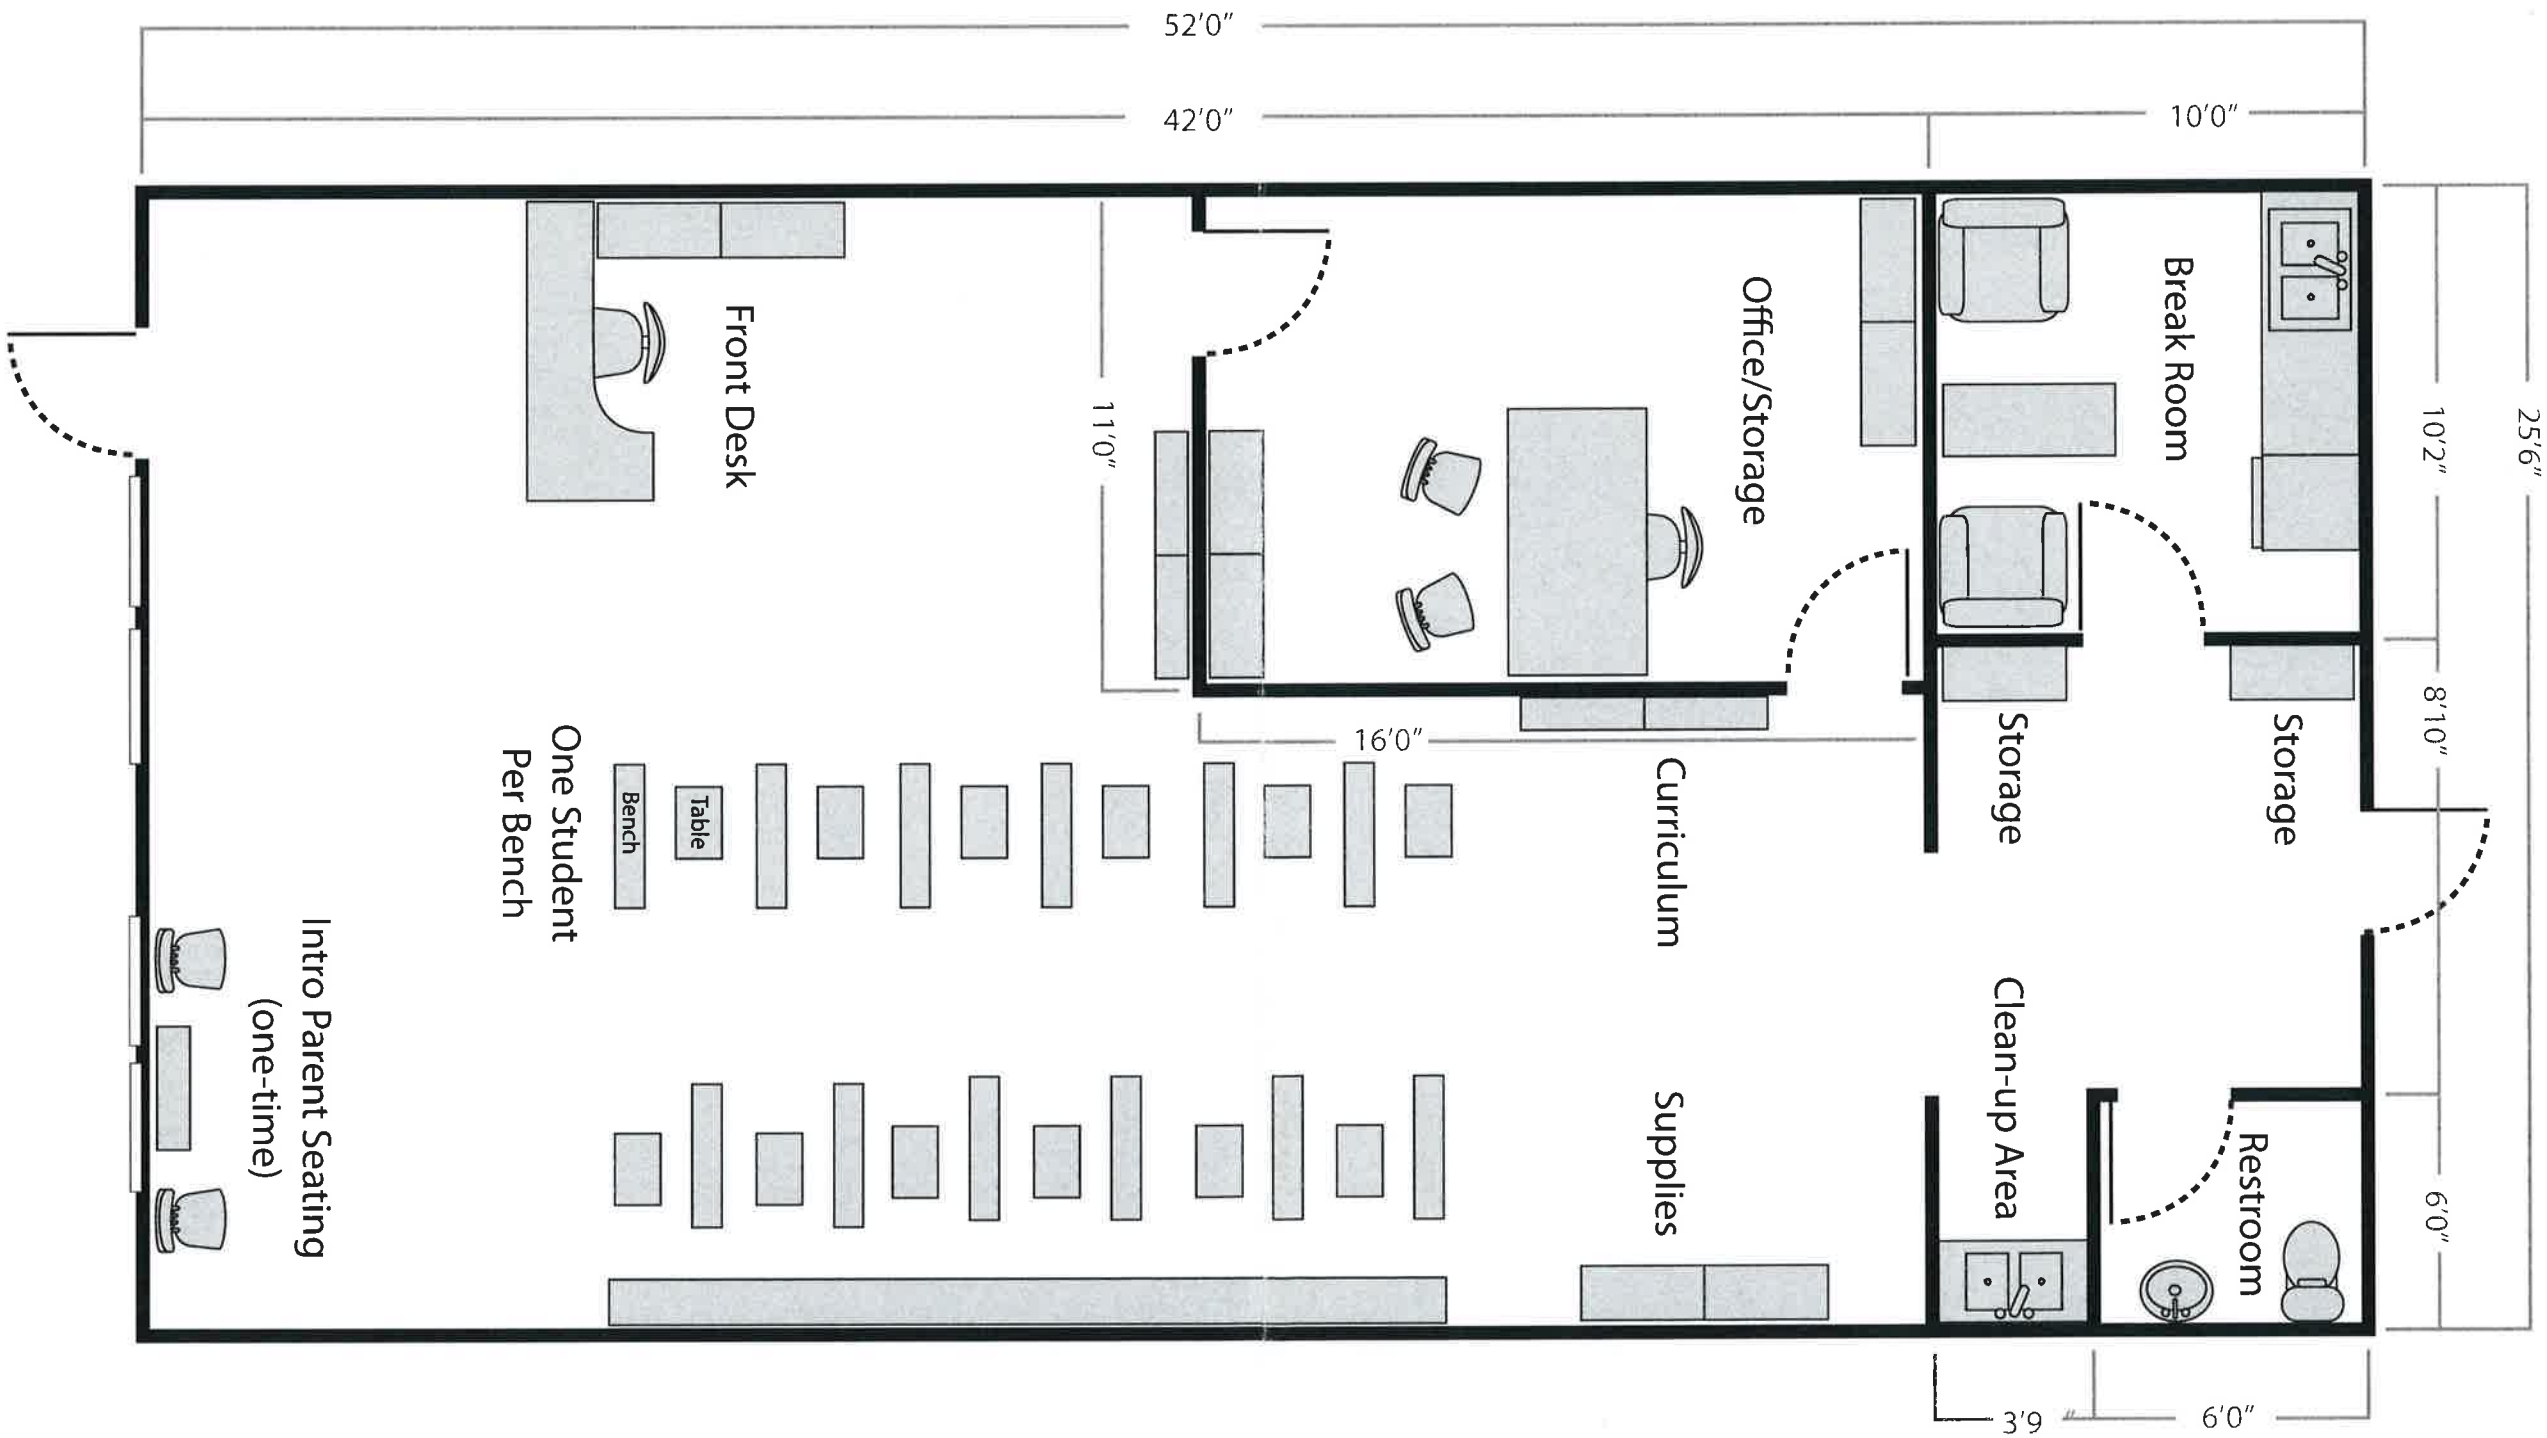 52'0"
42'0"
10'0"
Front Desk
11'0"
Office/Storage
Break Room
10'2"
25'6"
16'0"
Storage
Storage
8'10"
One Student
Per Bench
Bench
Table
Curriculum
Intro Parent Seating
(one-time)
Supplies
Clean-up Area
Restroom
6'0"
3'9"
6'0"